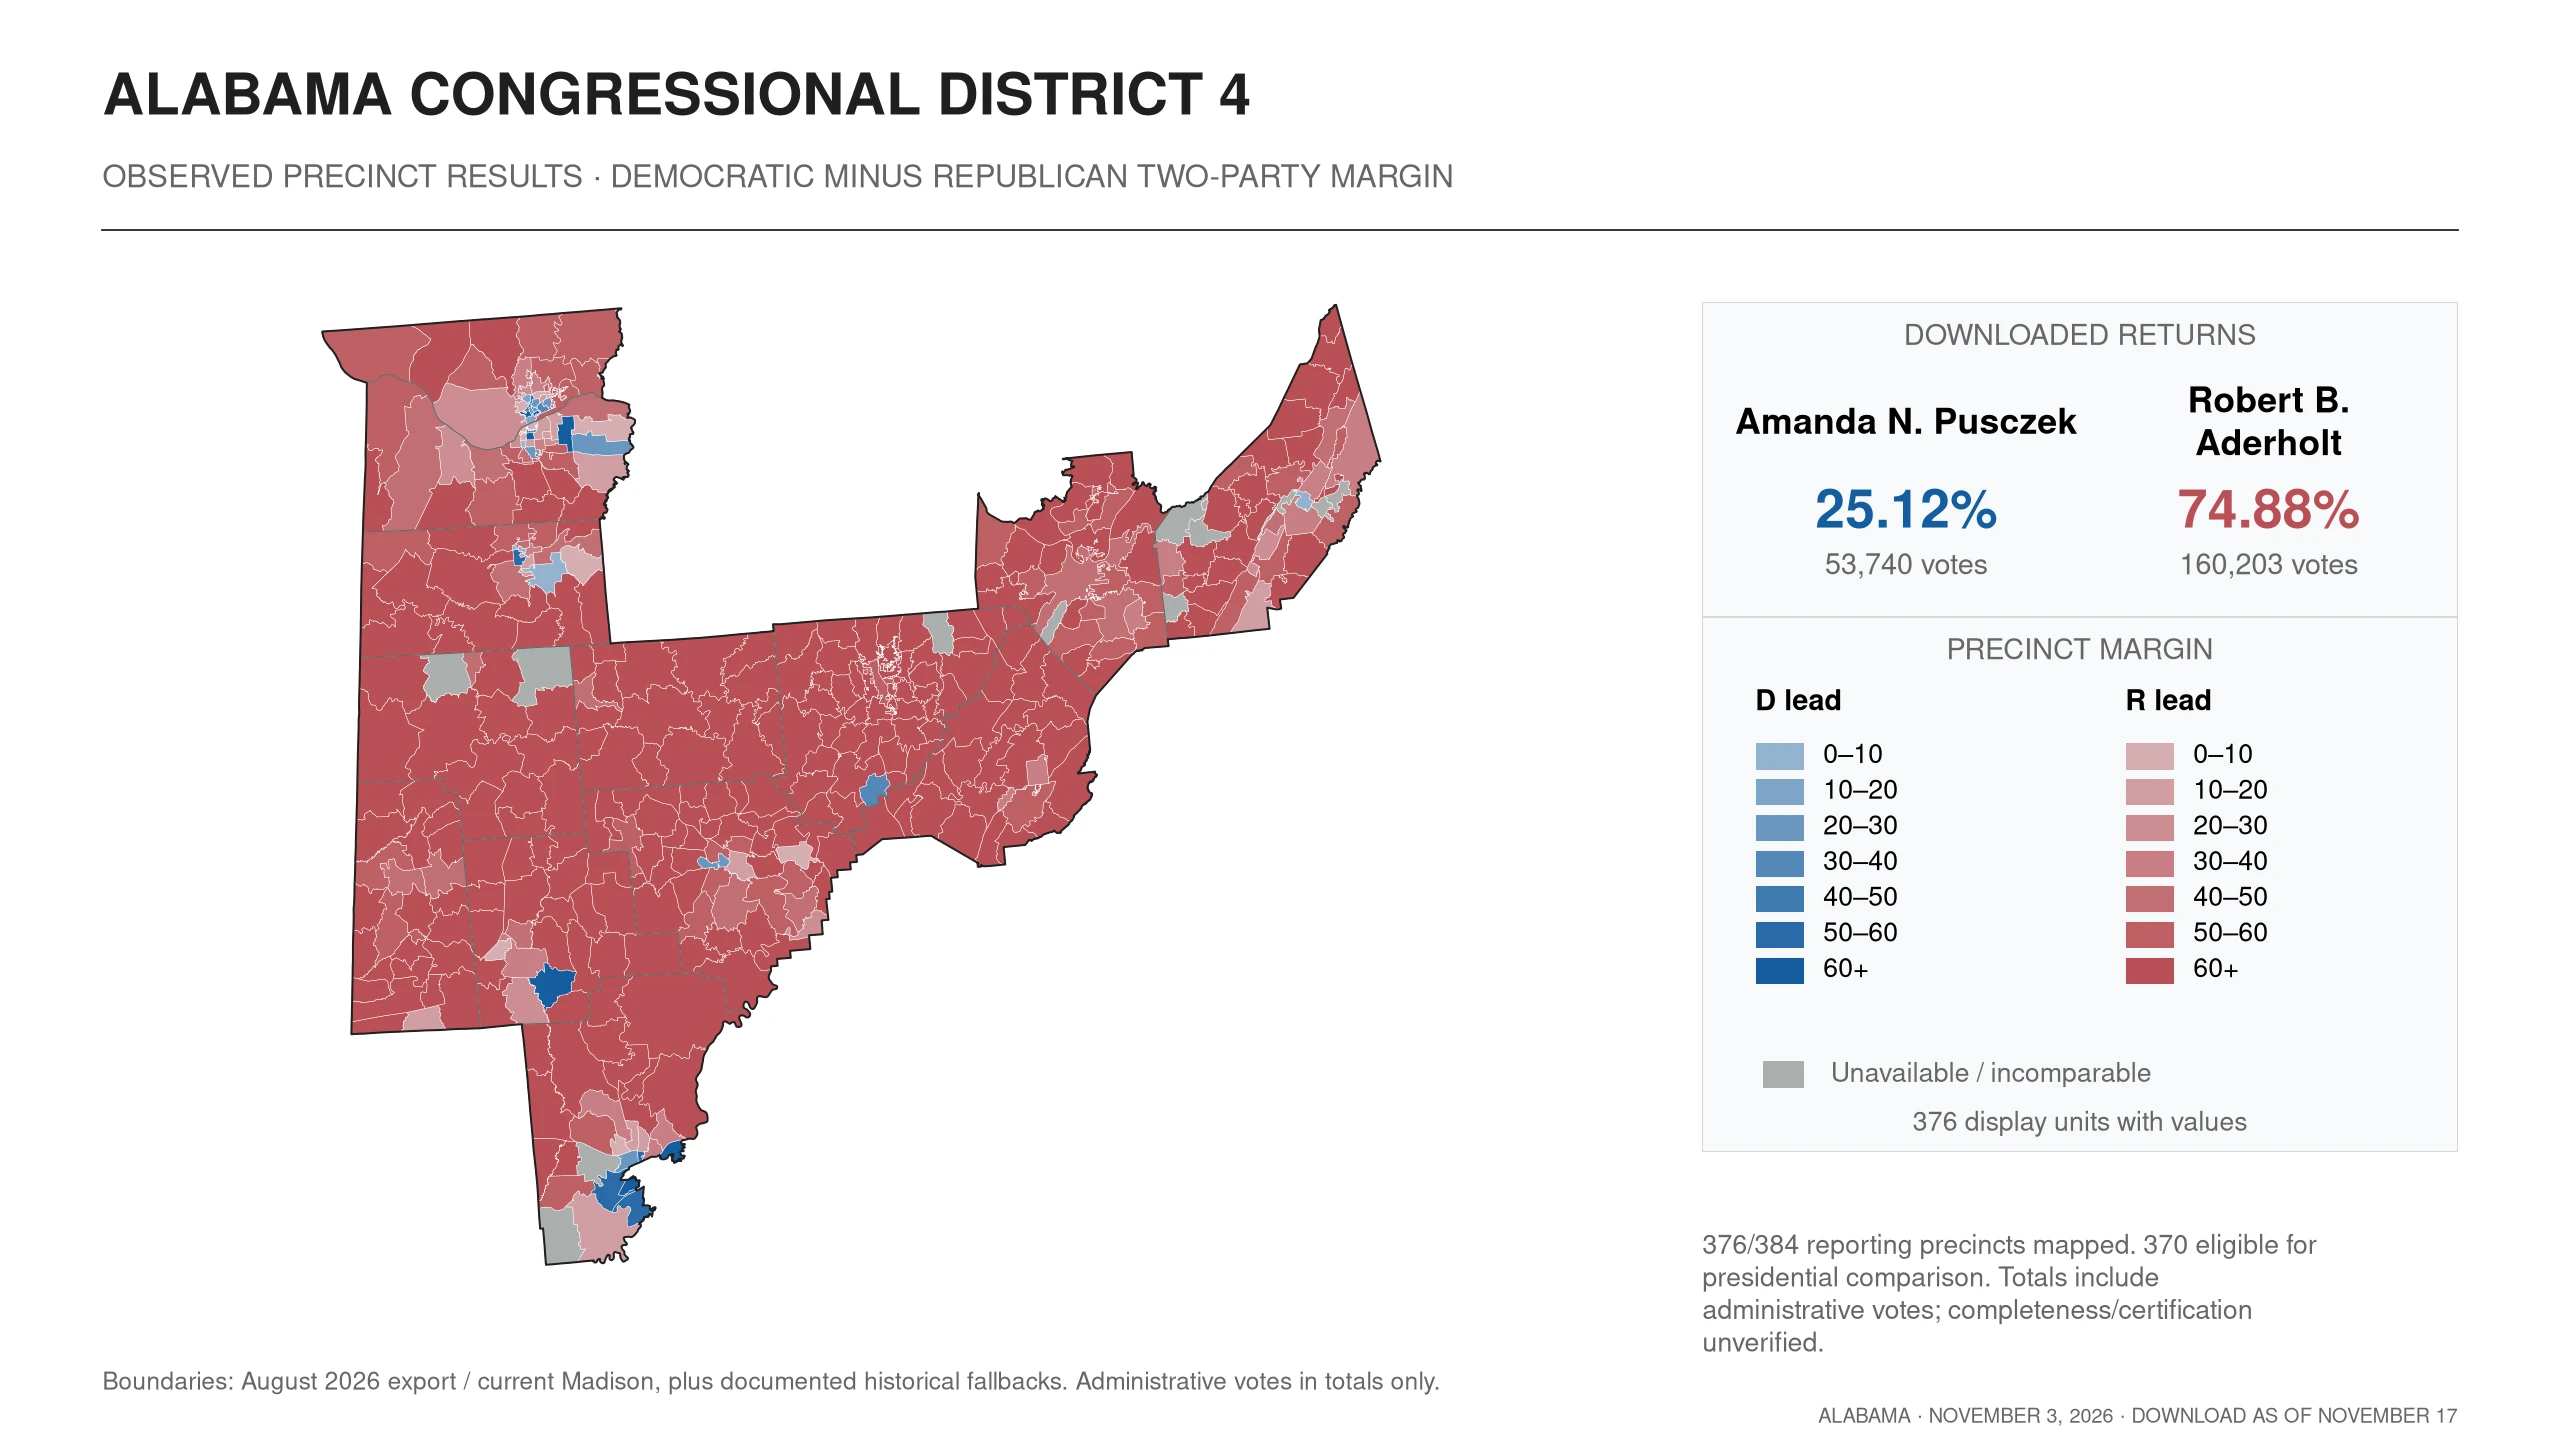 ALABAMA CONGRESSIONAL DISTRICT 4
OBSERVED PRECINCT RESULTS · DEMOCRATIC MINUS REPUBLICAN TWO-PARTY MARGIN
DOWNLOADED RETURNS
Amanda N. Pusczek
25.12%
53,740 votes
Robert B.
Aderholt
74.88%
160,203 votes
PRECINCT MARGIN
D lead
0–10
10–20
20–30
30–40
40–50
50–60
60+
R lead
0–10
10–20
20–30
30–40
40–50
50–60
60+
Unavailable / incomparable
376 display units with values
376/384 reporting precincts mapped. 370 eligible for
presidential comparison. Totals include
administrative votes; completeness/certification
unverified.
Boundaries: August 2026 export / current Madison, plus documented historical fallbacks. Administrative votes in totals only.
ALABAMA · NOVEMBER 3, 2026 · DOWNLOAD AS OF NOVEMBER 17